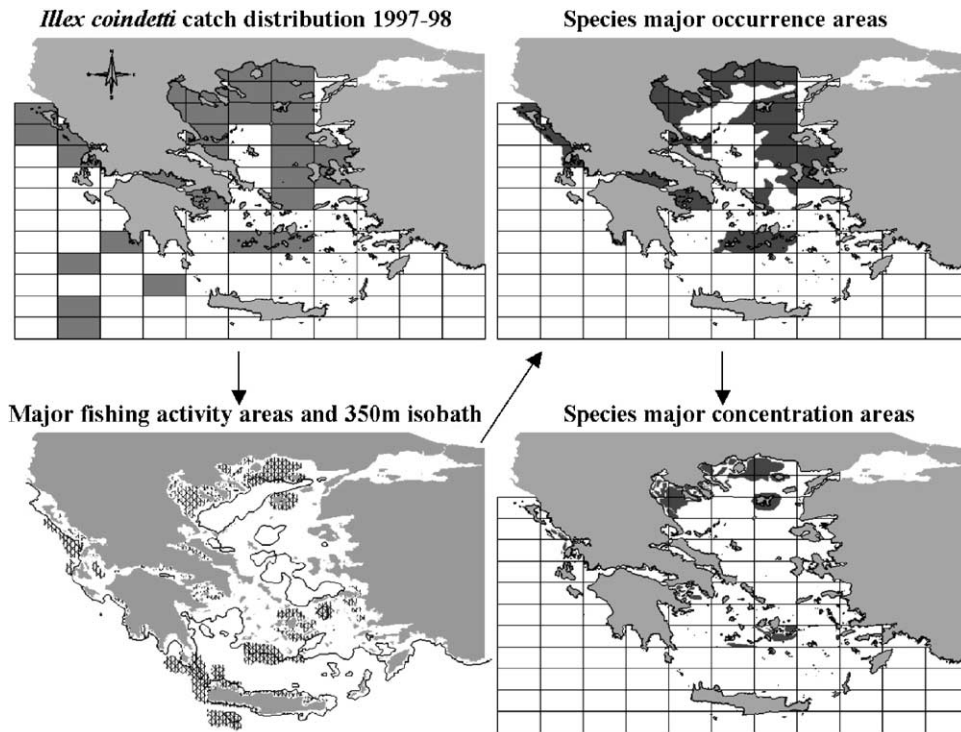 Illex coindetti catch distribution 1997-98
Species major occurrence areas
Major fishing activity areas and 350m isobath
Species major concentration areas